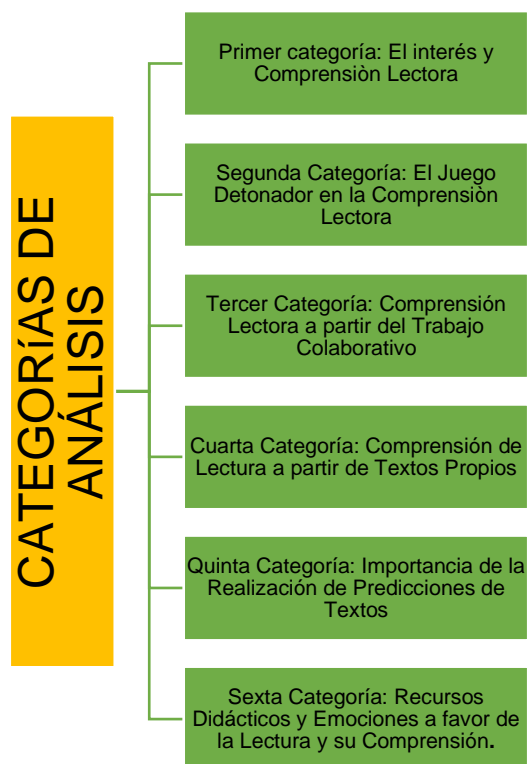 CATEGORÍAS DE
ANÁLISIS
Primer categoría: El interés y
Comprensiòn Lectora
Segunda Categoría: El Juego
Detonador en la Comprensiòn
Lectora
Tercer Categoría: Comprensión
Lectora a partir del Trabajo
Colaborativo
Cuarta Categoría: Comprensión de
Lectura a partir de Textos Propios
Quinta Categoría: Importancia de la
Realización de Predicciones de
Textos
Sexta Categoría: Recursos
Didácticos y Emociones a favor de
la Lectura y su Comprensión.